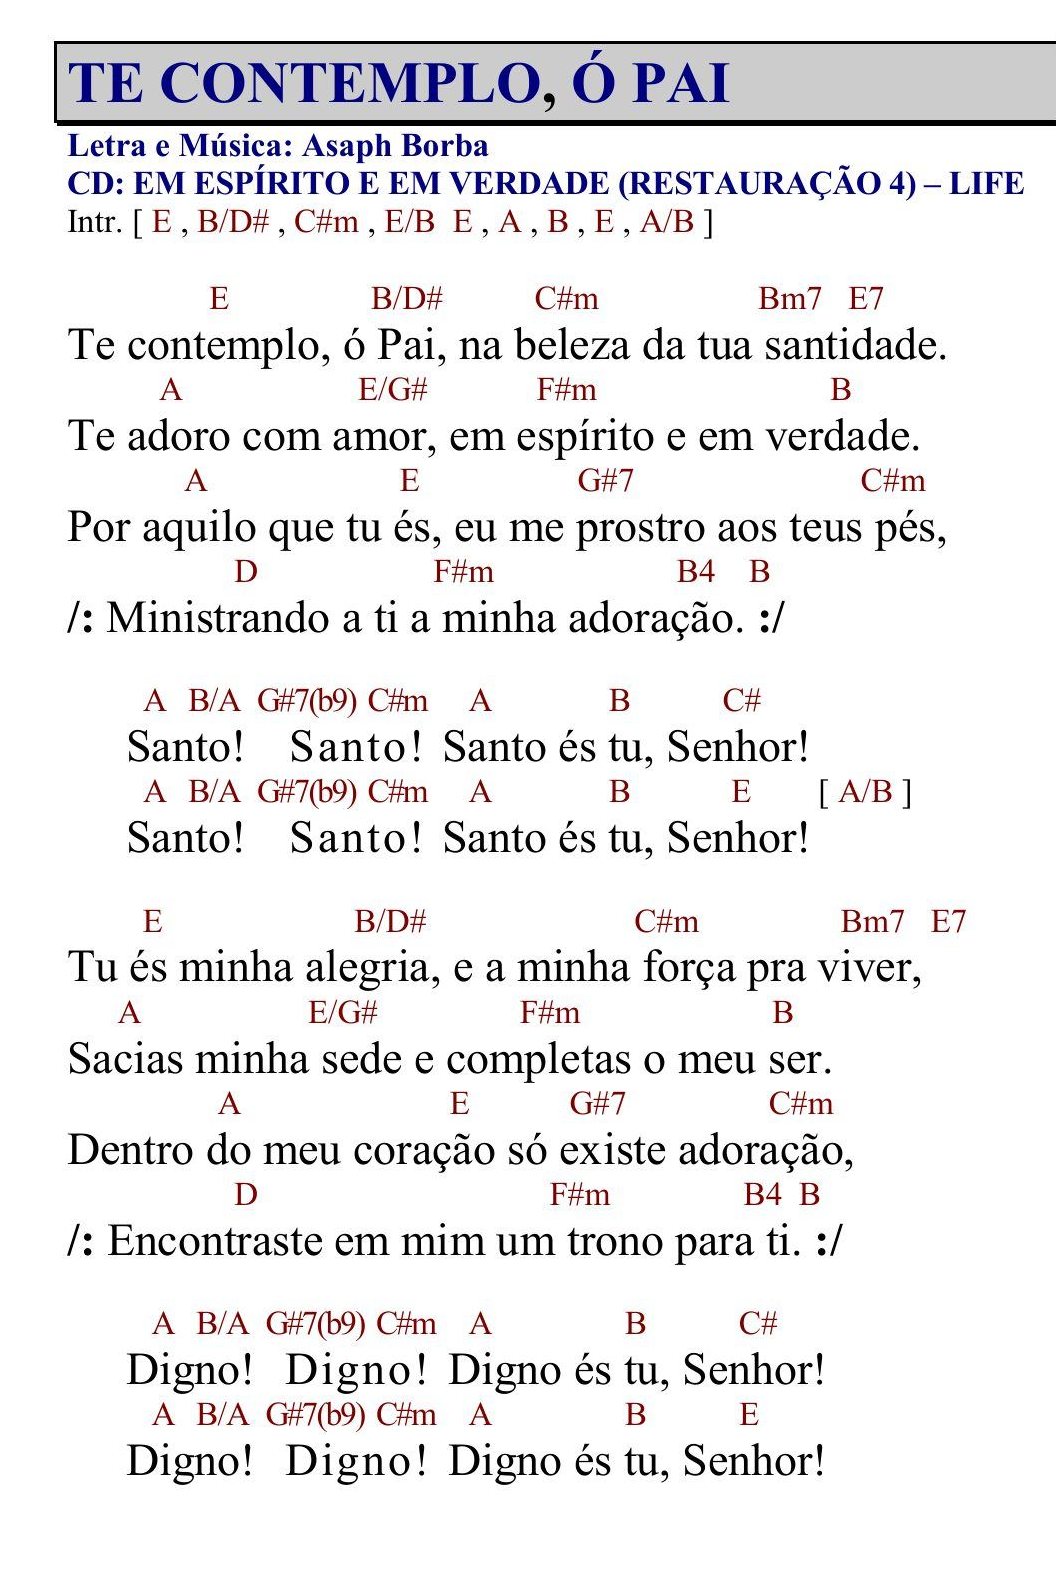 TE CONTEMPLO, Ó PAI
Letra e Música: Asaph Borba
CD: EM ESPÍRITO E EM VERDADE (RESTAURAÇÃO 4) – LIFE
Intr. [ E , B/D# , C#m , E/B E , A , B , E , A/B ]
E B/D# C#m Bm7 E7
Te contemplo, ó Pai, na beleza da tua santidade.
A E/G# F#m B
Te adoro com amor, em espírito e em verdade.
A E G#7 C#m
Por aquilo que tu és, eu me prostro aos teus pés,
D F#m B4 B
/: Ministrando a ti a minha adoração. :/
A B/A G#7(b9) C#m A B C#
Santo! Santo! Santo és tu, Senhor!
A B/A G#7(b9) C#m A B E [ A/B ]
Santo! Santo! Santo és tu, Senhor!
E B/D# C#m Bm7 E7
Tu és minha alegria, e a minha força pra viver,
A E/G# F#m B
Sacias minha sede e completas o meu ser.
A E G#7 C#m
Dentro do meu coração só existe adoração,
D F#m B4 B
/: Encontraste em mim um trono para ti. :/
A B/A G#7(b9) C#m A B C#
Digno! Digno! Digno és tu, Senhor!
A B/A G#7(b9) C#m A B E
Digno! Digno! Digno és tu, Senhor!